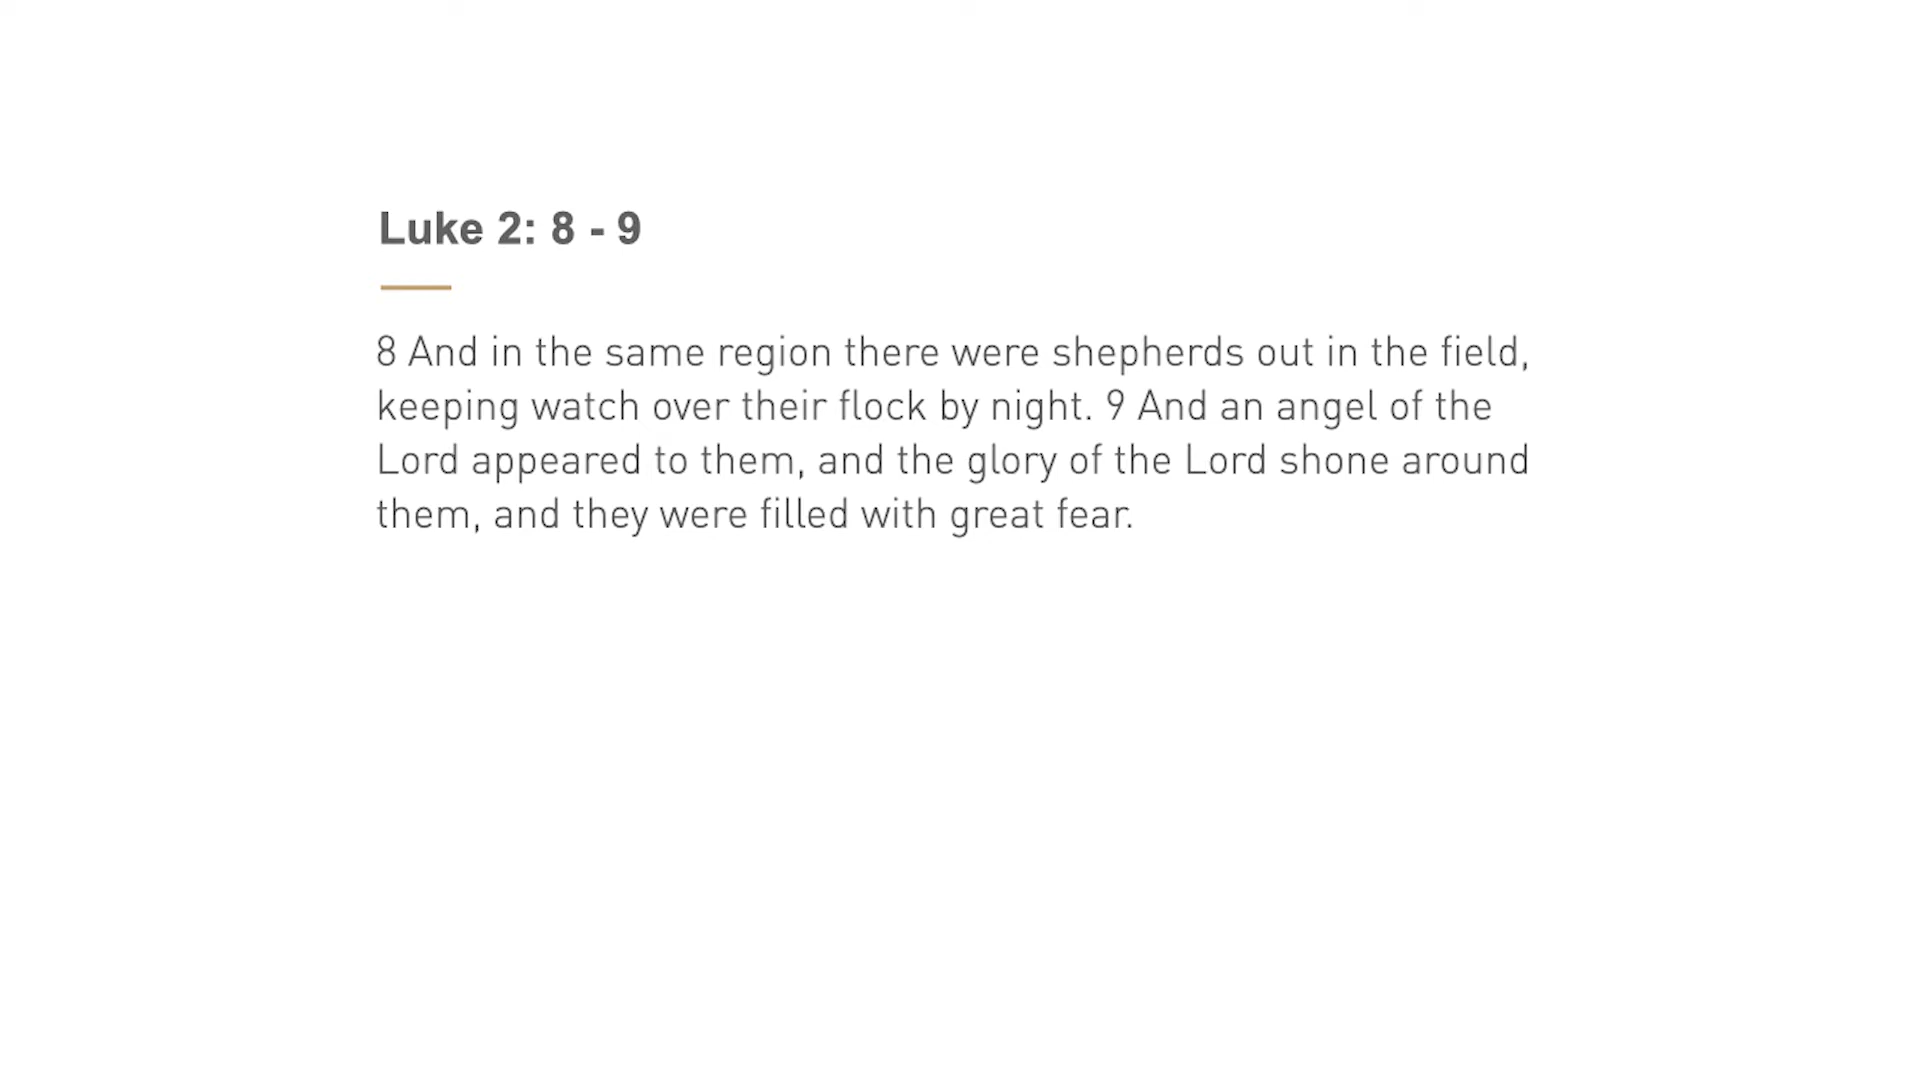 Luke 2: 8 - 9
8 And in the same region there were shepherds out in the field,
keeping watch over their flock by night. 9 And an angel of the
Lord appeared to them, and the glory of the Lord shone around
them, and they were filled with great fear.